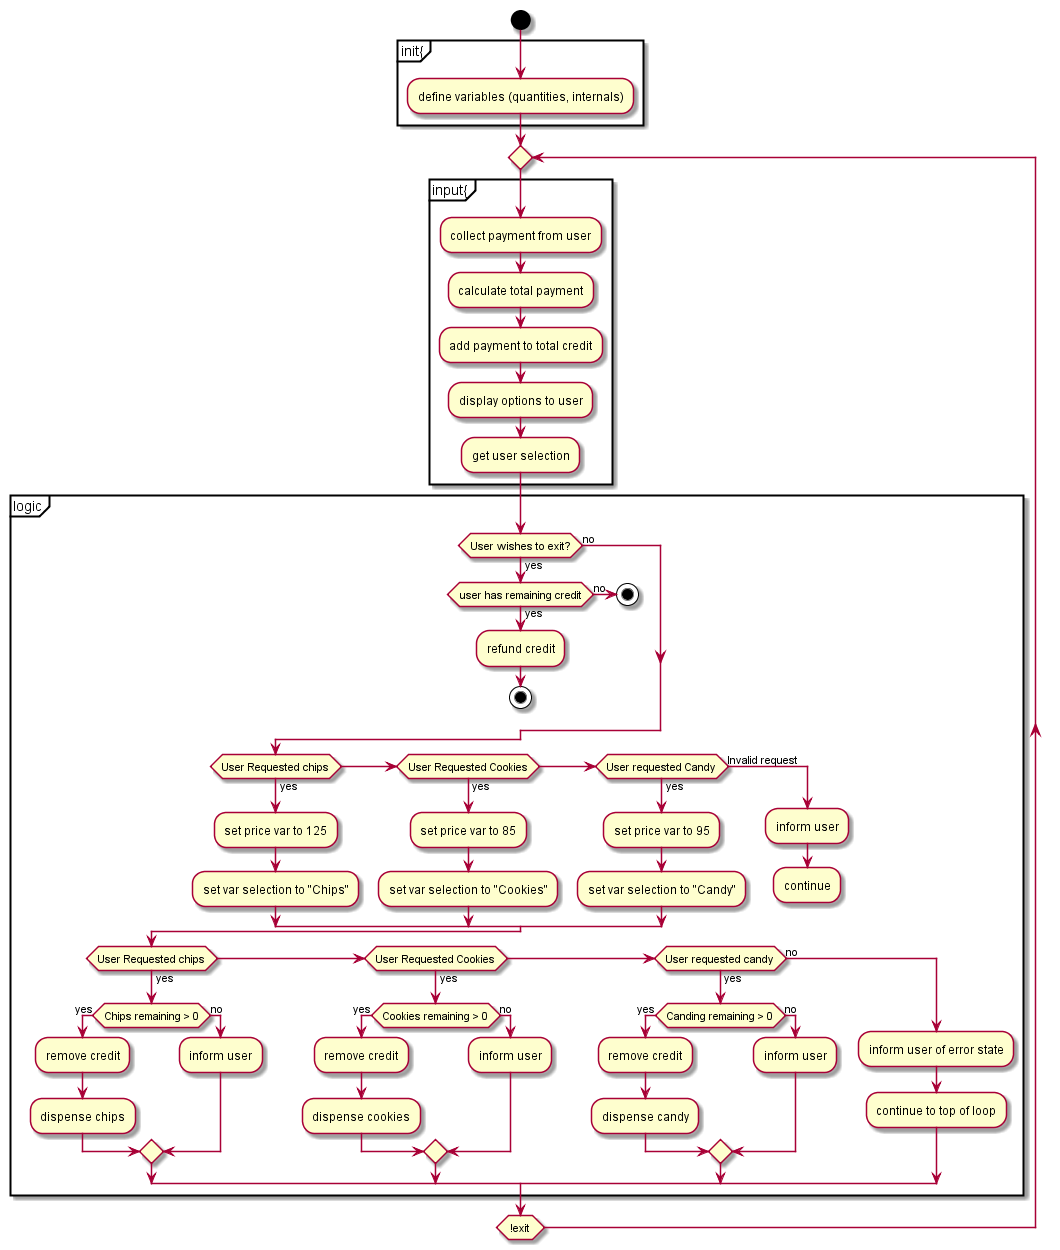 init{
define variables (quantities, internals)
input{
collect payment from user
calculate total payment
add payment to total credit
display options to user
get user selection
logic
User wishes to exit?
no
yes
user has remaining credit
no
yes
refund credit
User Requested chips
User Requested Cookies
User requested Candy
Invalid request
yes
yes
yes
set price var to 125
set price var to 85
set price var to 95
inform user
set var selection to "Chips"
set var selection to "Cookies"
set var selection to "Candy"
continue
User Requested chips
User Requested Cookies
User requested candy
no
yes
yes
yes
yes
Chips remaining > 0
no
yes
Cookies remaining > 0
no
yes
Canding remaining > 0
no
remove credit
inform user
remove credit
inform user
remove credit
inform user
inform user of error state
dispense chips
dispense cookies
dispense candy
continue to top of loop
!exit